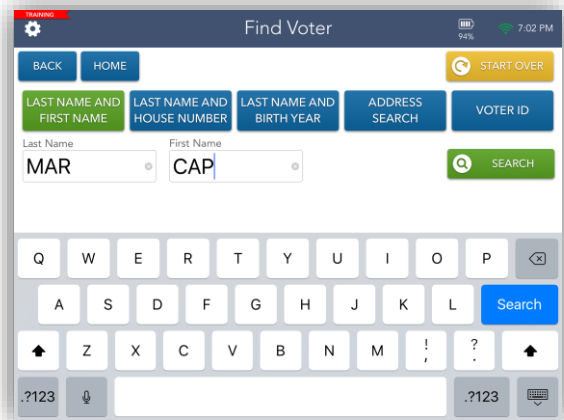 TRAINING
Find Voter
94%
7:02 PM
BACK
HOME
START OVER
LAST NAME AND
FIRST NAME
LAST NAME AND
HOUSE NUMBER
LAST NAME AND
BIRTH YEAR
ADDRESS
SEARCH
VOTER ID
Last Name
First Name
MAR
CAP
SEARCH
Q W E R T Y U I O P
A S D F G H J K L Search
Z X C V B N M ! , ? .
.?123 .?123